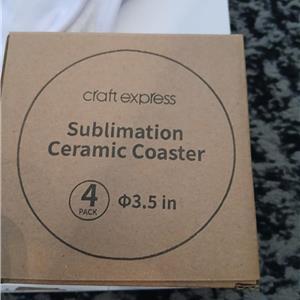 craft express
Sublimation
Ceramic Coaster
4 Φ3.5 in
PACK